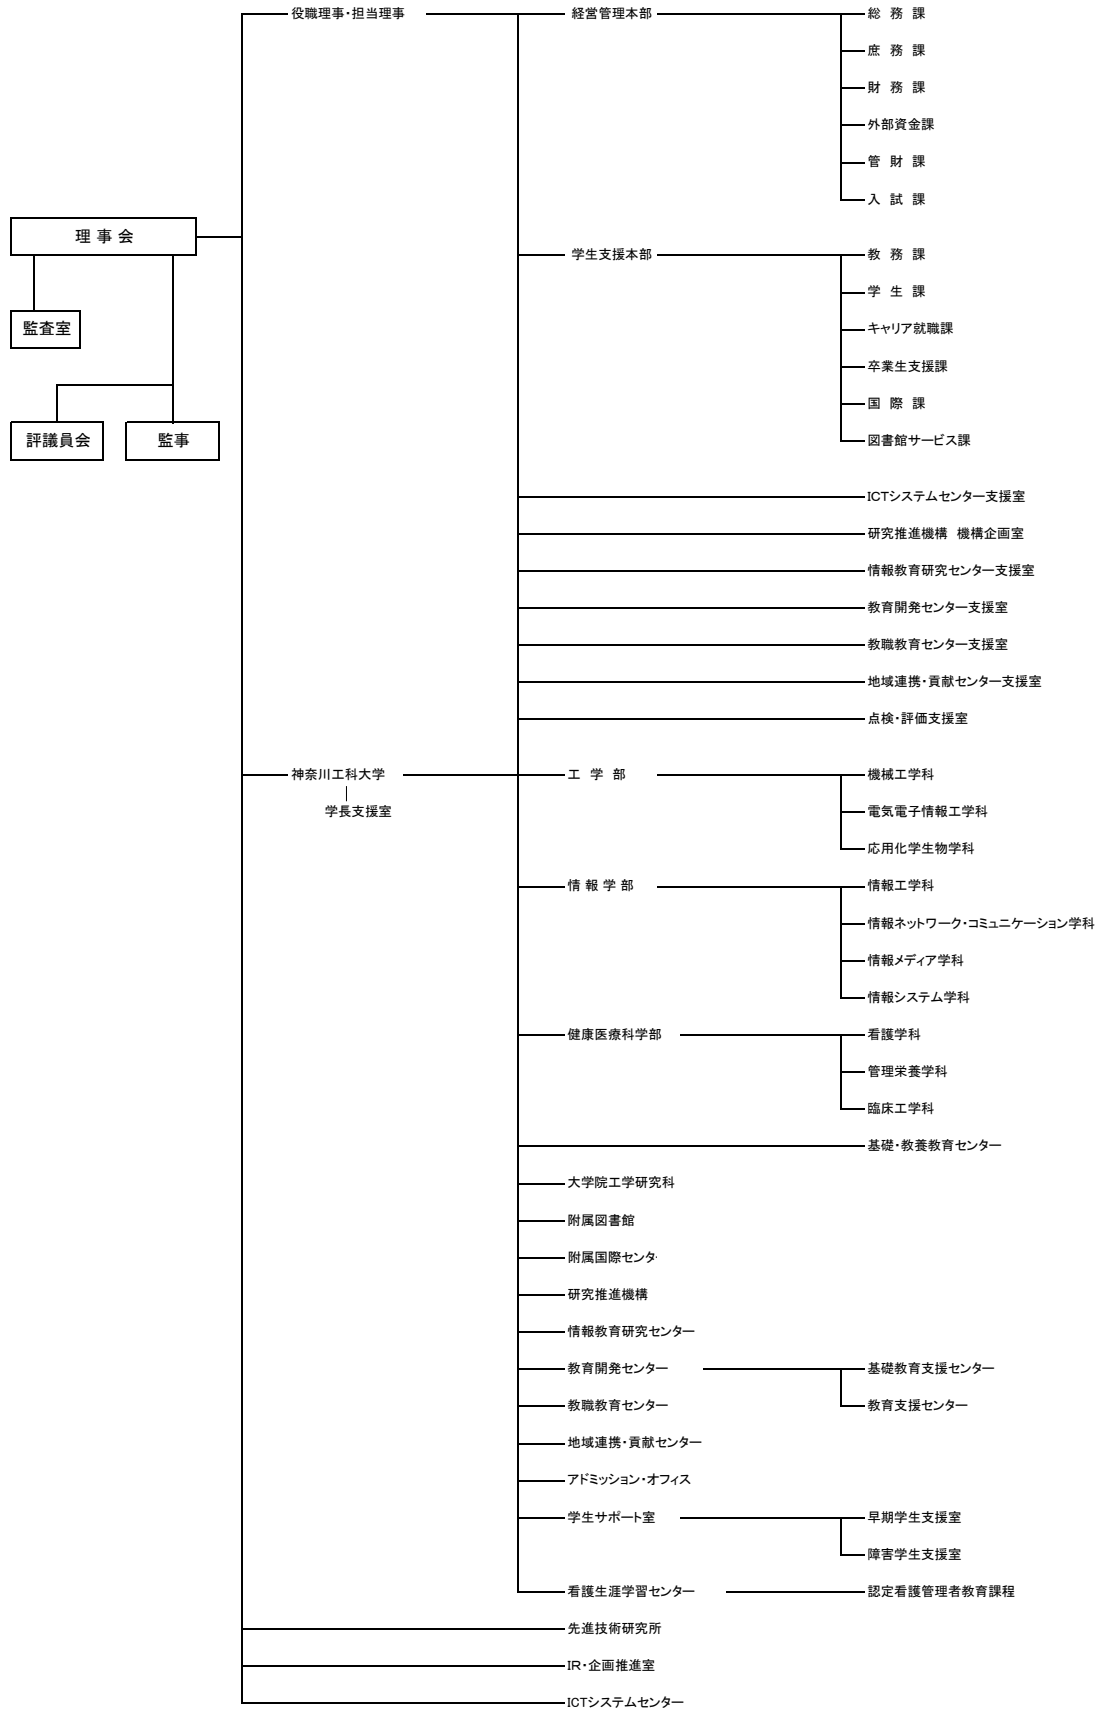 役職理事・担当理事 経営管理本部 総 務 課
庶 務 課
財 務 課
外部資金課
管 財 課
入 試 課
理 事 会
学生支援本部 教 務 課
学 生 課
監査室
キャリア就職課
卒業生支援課
国 際 課
評議員会 監事 図書館サービス課
ICTシステムセンター支援室
研究推進機構 機構企画室
情報教育研究センター支援室
教育開発センター支援室
教職教育センター支援室
地域連携・貢献センター支援室
点検・評価支援室
神奈川工科大学 工 学 部 機械工学科
学長支援室 電気電子情報工学科
応用化学生物学科
情 報 学 部 情報工学科
情報ネットワーク・コミュニケーション学科
情報メディア学科
情報システム学科
健康医療科学部 看護学科
管理栄養学科
臨床工学科
基礎・教養教育センター
大学院工学研究科
附属図書館
附属国際センタ
研究推進機構
情報教育研究センター
教育開発センター 基礎教育支援センター
教職教育センター 教育支援センター
地域連携・貢献センター
アドミッション・オフィス
学生サポート室 早期学生支援室
障害学生支援室
看護生涯学習センター 認定看護管理者教育課程
先進技術研究所
IR・企画推進室
ICTシステムセンター